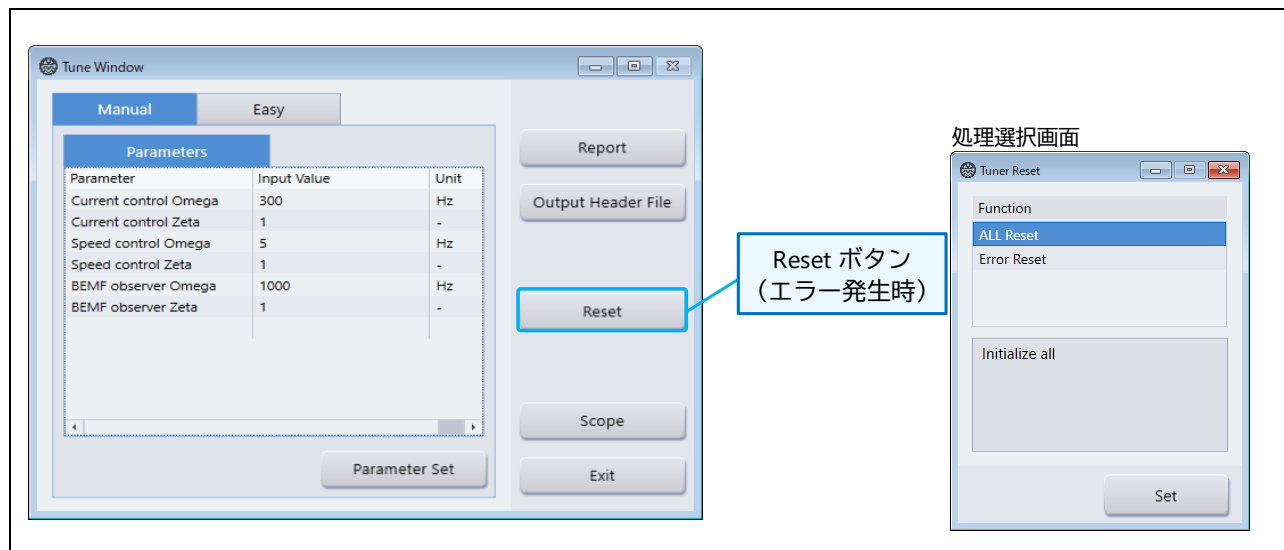 Tune Window
Manual Easy
Parameters
Parameter Input Value Unit
Current control Omega 300 Hz
Current control Zeta 1 -
Speed control Omega 5 Hz
Speed control Zeta 1 -
BEMF observer Omega 1000 Hz
BEMF observer Zeta 1 -
Parameter Set
Report
Output Header File
Reset
Scope
Exit
Reset ボタン
（エラー発生時）
処理選択画面
Tuner Reset
Function
ALL Reset
Error Reset
Initialize all
Set